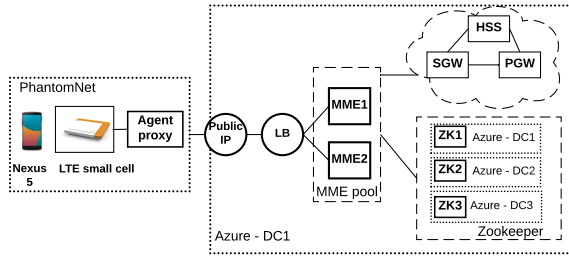 PhantomNet
Nexus
5
LTE small cell
Agent
proxy
Public
IP
LB
MME1
MME2
MME pool
HSS
SGW
PGW
ZK1
Azure - DC1
ZK2
Azure - DC2
ZK3
Azure - DC3
Zookeeper
Azure - DC1